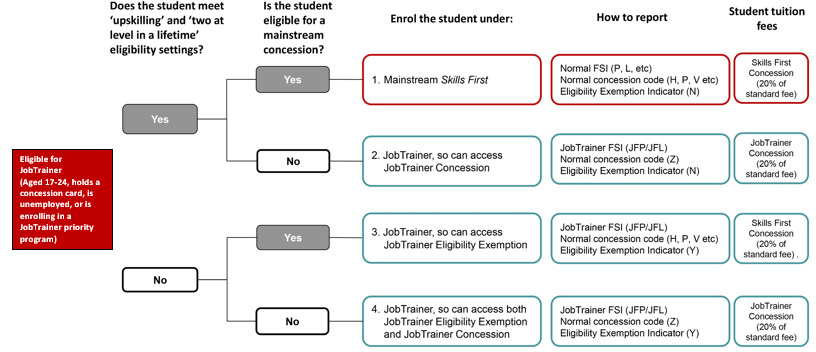 Does the student meet
‘upskilling’ and ‘two at
level in a lifetime’
eligibility settings?
Is the student
eligible for a
mainstream
concession?
Enrol the student under:
How to report
Student tuition
fees
Eligible for
JobTrainer
(Aged 17-24, holds a
concession card, is
unemployed, or is
enrolling in a
JobTrainer priority
program)
Yes
Yes
1. Mainstream Skills First
Normal FSI (P, L, etc)
Normal concession code (H, P, V etc)
Eligibility Exemption Indicator (N)
Skills First
Concession
(20% of
standard fee)
No
2. JobTrainer, so can access
JobTrainer Concession
JobTrainer FSI (JFP/JFL)
Normal concession code (Z)
Eligibility Exemption Indicator (N)
JobTrainer
Concession
(20% of
standard fee)
No
Yes
3. JobTrainer, so can access
JobTrainer Eligibility Exemption
JobTrainer FSI (JFP/JFL)
Normal concession code (H, P, V etc)
Eligibility Exemption Indicator (Y)
Skills First
Concession
(20% of
standard fee) .
No
4. JobTrainer, so can access both
JobTrainer Eligibility Exemption
and JobTrainer Concession
JobTrainer FSI (JFP/JFL)
Normal concession code (Z)
Eligibility Exemption Indicator (Y)
JobTrainer
Concession
(20% of
standard fee)